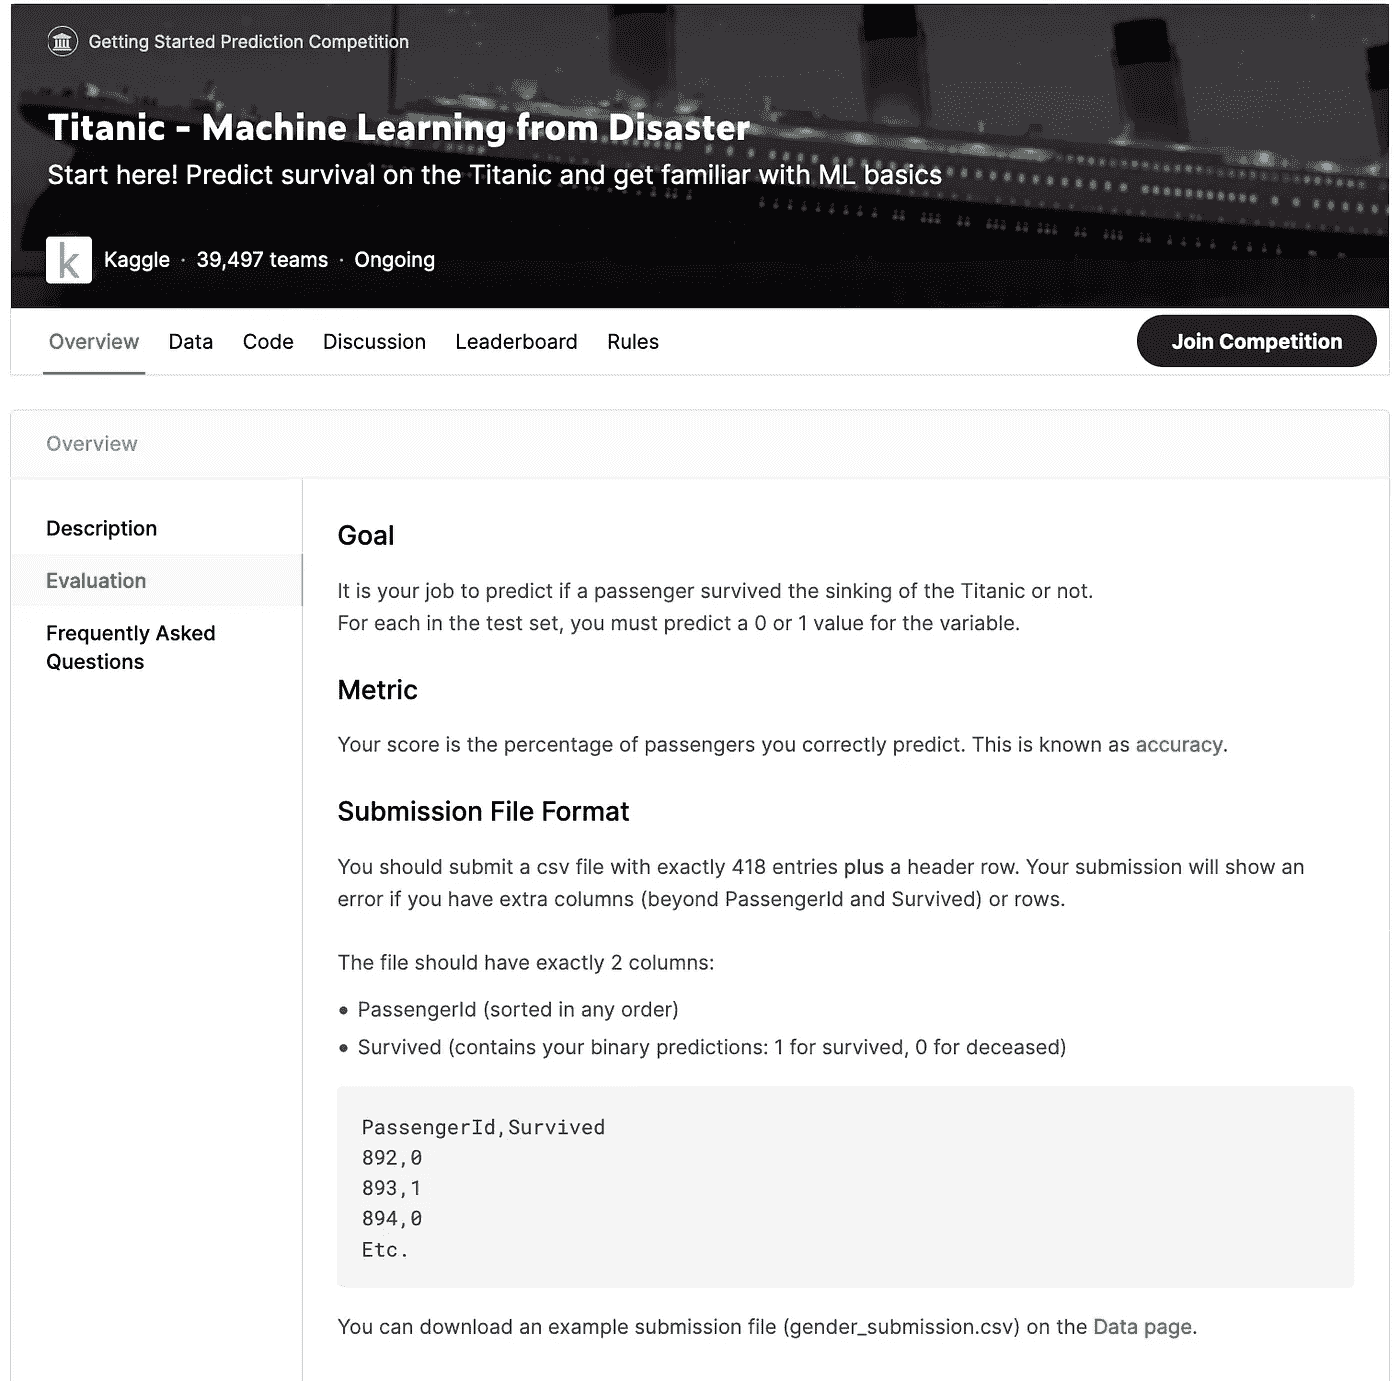 Getting Started Prediction Competition
Titanic - Machine Learning from Disaster
Start here! Predict survival on the Titanic and get familiar with ML basics
k
Kaggle · 39,497 teams · Ongoing
Overview Data Code Discussion Leaderboard Rules Join Competition
Overview
Description
Evaluation
Frequently Asked
Questions
Goal
It is your job to predict if a passenger survived the sinking of the Titanic or not.
For each in the test set, you must predict a 0 or 1 value for the variable.
Metric
Your score is the percentage of passengers you correctly predict. This is known as accuracy.
Submission File Format
You should submit a csv file with exactly 418 entries plus a header row. Your submission will show an
error if you have extra columns (beyond PassengerId and Survived) or rows.
The file should have exactly 2 columns:
• PassengerId (sorted in any order)
• Survived (contains your binary predictions: 1 for survived, 0 for deceased)
PassengerId,Survived
892,0
893,1
894,0
Etc.
You can download an example submission file (gender_submission.csv) on the Data page.